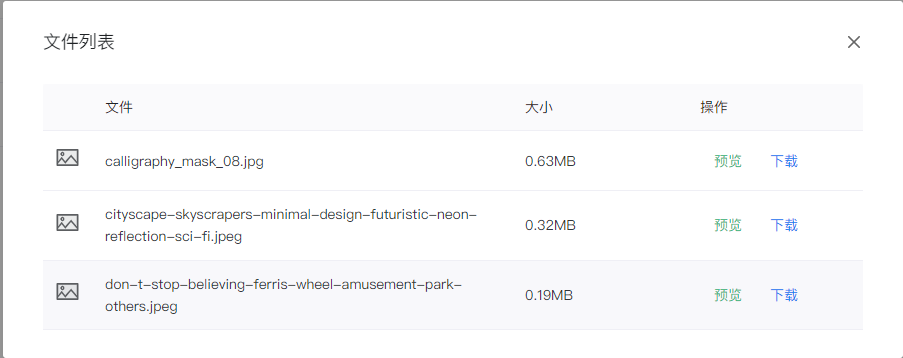 文件列表
文件 大小 操作
calligraphy_mask_08.jpg 0.63MB 预览 下载
cityscape-skyscrapers-minimal-design-futuristic-neon-
reflection-sci-fi.jpeg 0.32MB 预览 下载
don-t-stop-believing-ferris-wheel-amusement-park-
others.jpeg 0.19MB 预览 下载